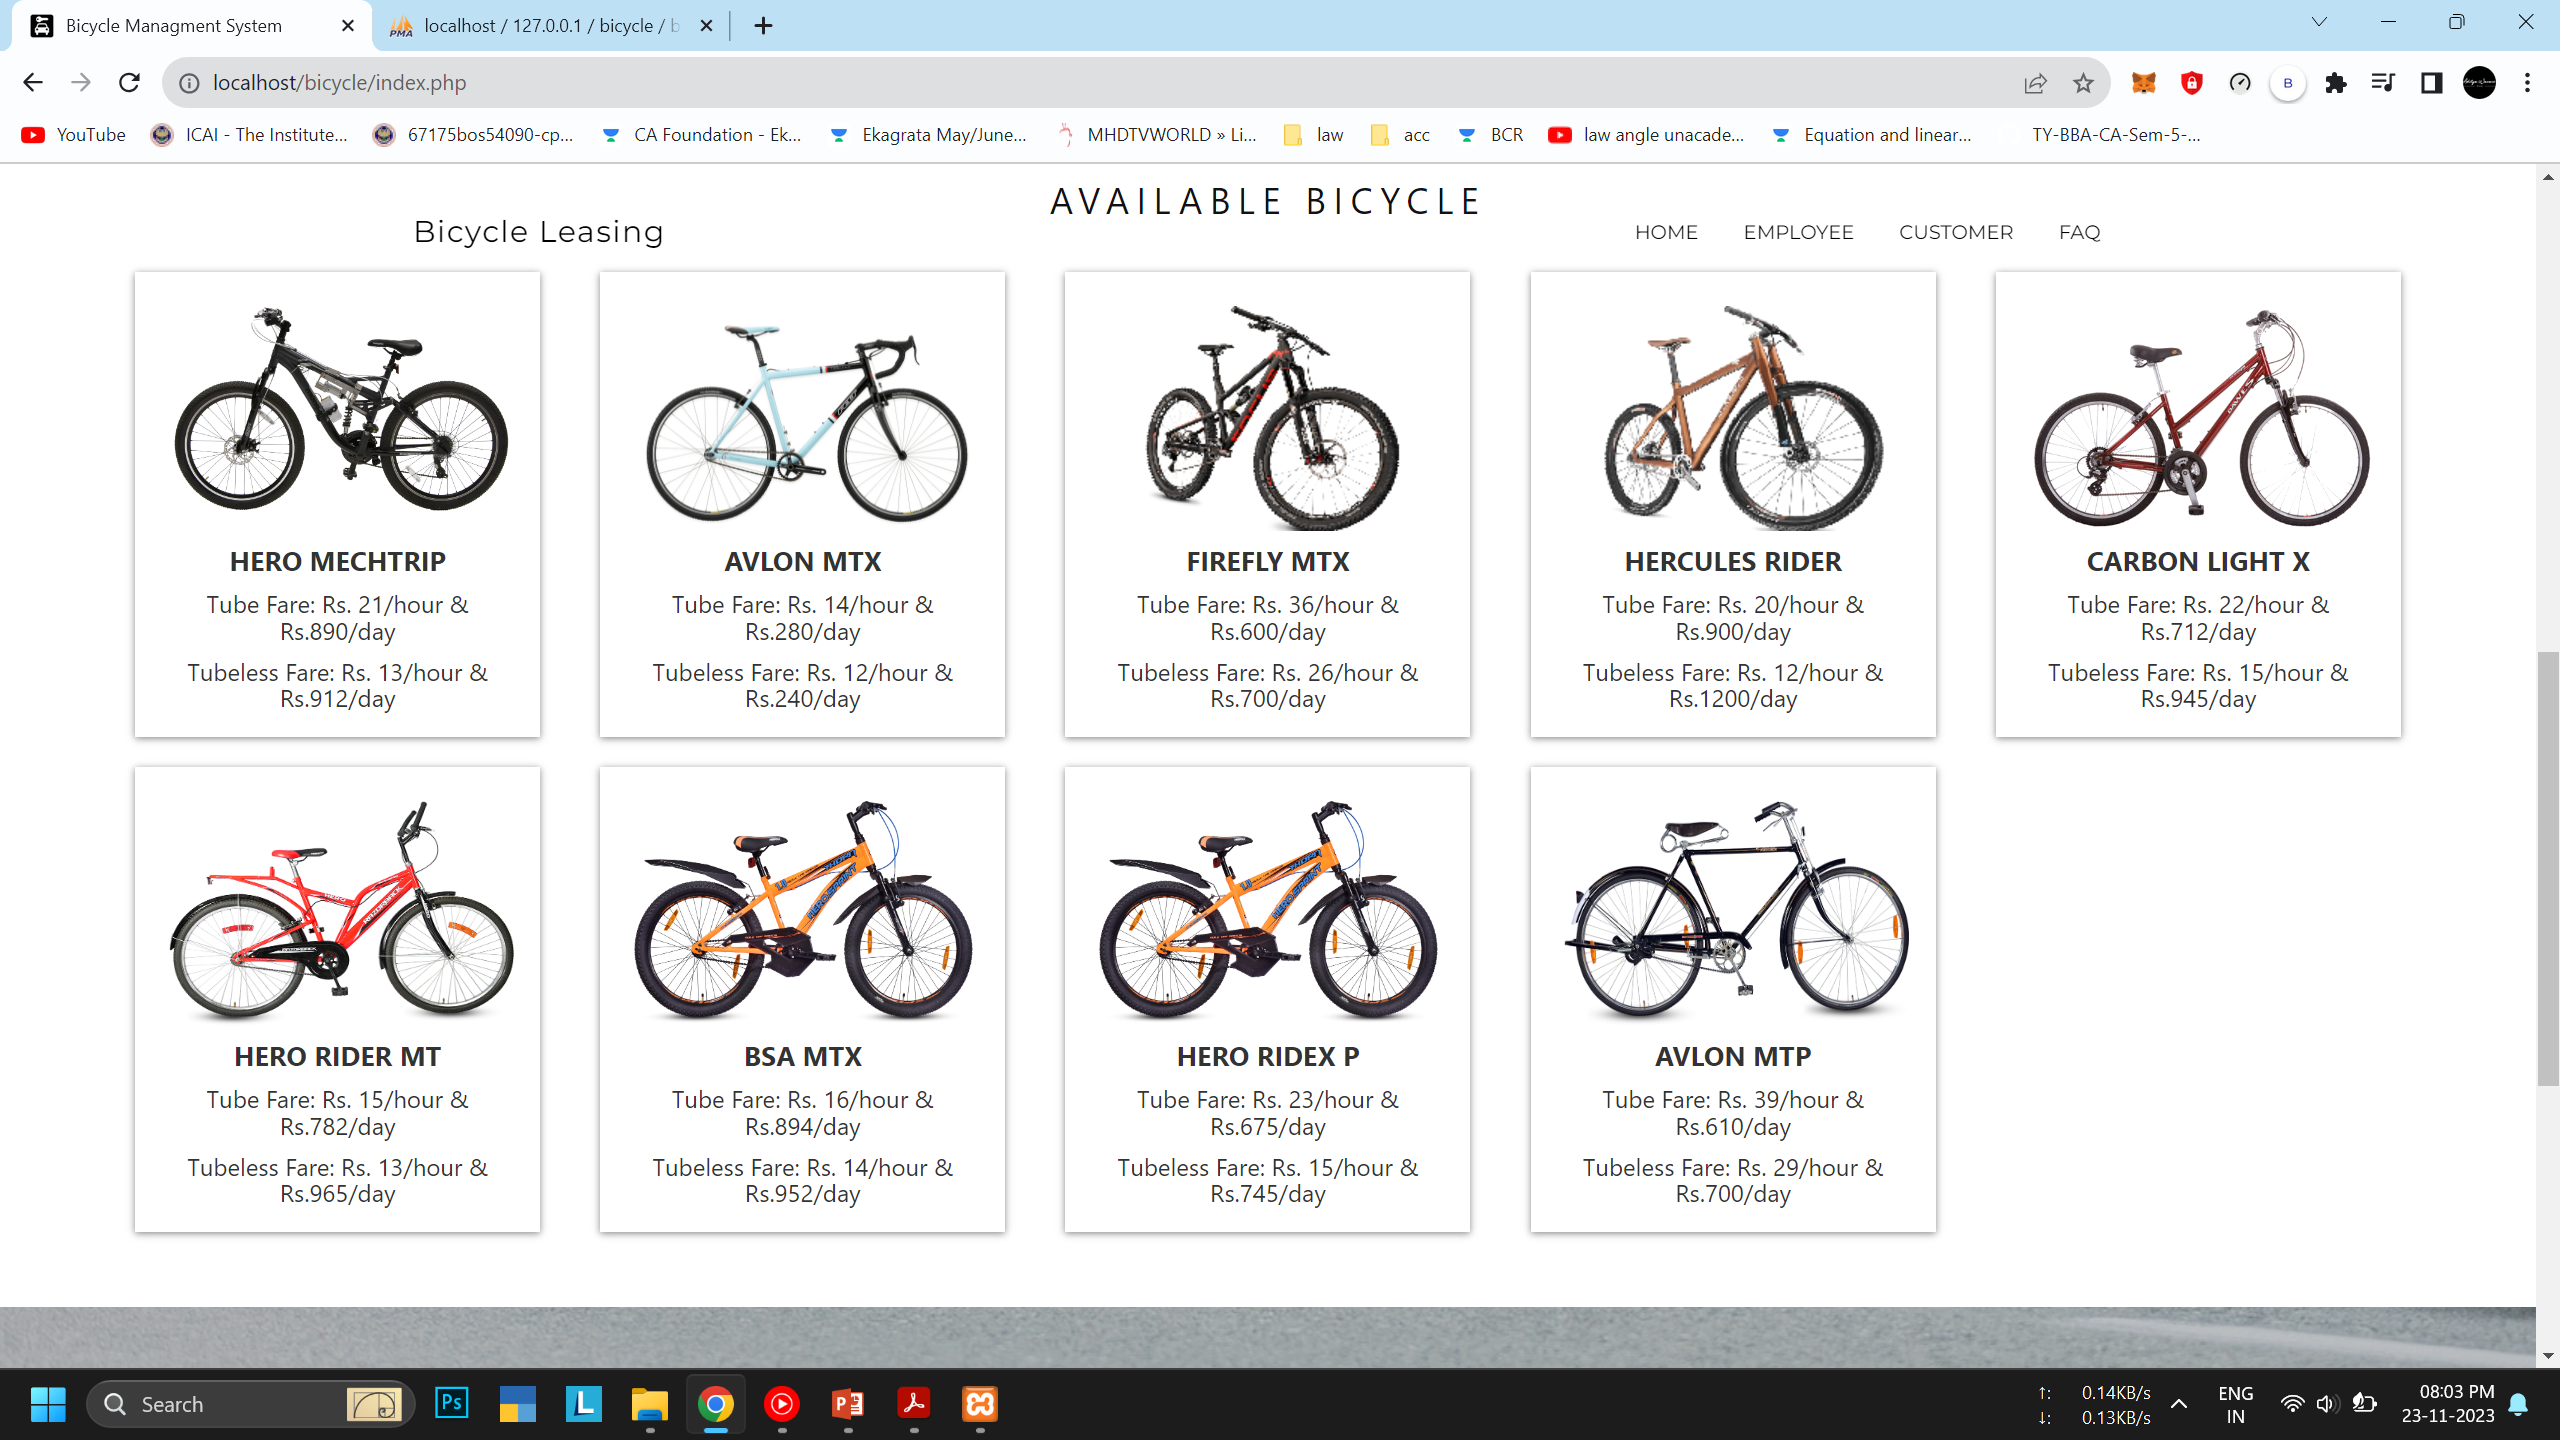 Bicycle Managment System
localhost / 127.0.0.1 / bicycle / b
localhost/bicycle/index.php
B
YouTube
ICAI - The Institute...
67175bos54090-cp...
CA Foundation - Ek...
Ekagrata May/June...
MHDTVWORLD » Li...
law
acc
BCR
law angle unacade...
Equation and linear...
TY-BBA-CA-Sem-5-...
AVAILABLE BICYCLE
Bicycle Leasing
HOME
EMPLOYEE
CUSTOMER
FAQ
HERO MECHTRIP
Tube Fare: Rs. 21/hour &
Rs.890/day
Tubeless Fare: Rs. 13/hour &
Rs.912/day
AVLON MTX
Tube Fare: Rs. 14/hour &
Rs.280/day
Tubeless Fare: Rs. 12/hour &
Rs.240/day
FIREFLY MTX
Tube Fare: Rs. 36/hour &
Rs.600/day
Tubeless Fare: Rs. 26/hour &
Rs.700/day
HERCULES RIDER
Tube Fare: Rs. 20/hour &
Rs.900/day
Tubeless Fare: Rs. 12/hour &
Rs.1200/day
CARBON LIGHT X
Tube Fare: Rs. 22/hour &
Rs.712/day
Tubeless Fare: Rs. 15/hour &
Rs.945/day
HERO RIDER MT
Tube Fare: Rs. 15/hour &
Rs.782/day
Tubeless Fare: Rs. 13/hour &
Rs.965/day
BSA MTX
Tube Fare: Rs. 16/hour &
Rs.894/day
Tubeless Fare: Rs. 14/hour &
Rs.952/day
HERO RIDEX P
Tube Fare: Rs. 23/hour &
Rs.675/day
Tubeless Fare: Rs. 15/hour &
Rs.745/day
AVLON MTP
Tube Fare: Rs. 39/hour &
Rs.610/day
Tubeless Fare: Rs. 29/hour &
Rs.700/day
Search
Ps
L
↑: 0.14KB/s
↓: 0.13KB/s
ENG
IN
08:03 PM
23-11-2023